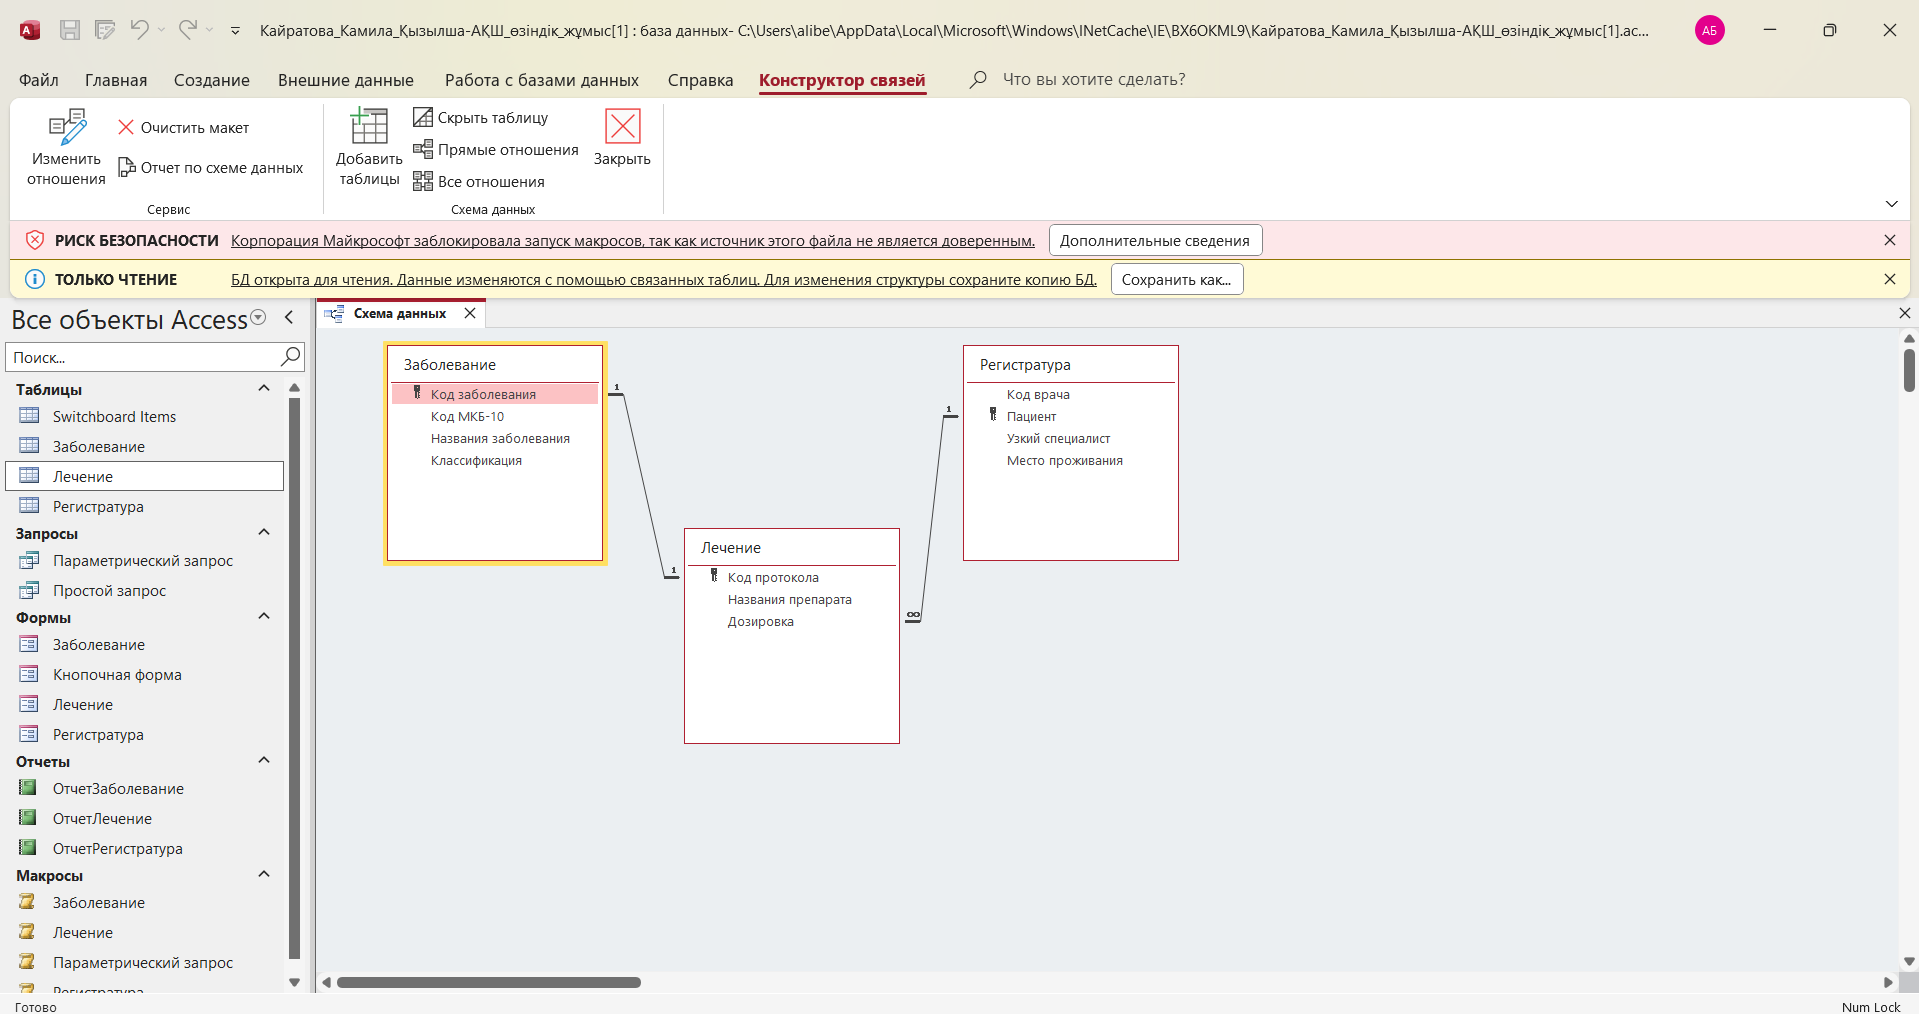 Кайратова_Камила_Қызылша-АҚШ_өзіндік_жұмыс[1] : база данных- C:\Users\alibe\AppData\Local\Microsoft\Windows\INetCache\IE\BX6OKML9\Кайратова_Камила_Қызылша-АҚШ_өзіндік_жұмыс[1].ac...
АБ
Файл Главная Создание Внешние данные Работа с базами данных Справка Конструктор связей Что вы хотите сделать?
Изменить отношения
Очистить макет
Отчет по схеме данных
Сервис
Добавить таблицы
Скрыть таблицу
Прямые отношения
Все отношения
Закрыть
Схема данных
РИСК БЕЗОПАСНОСТИ Корпорация Майкрософт заблокировала запуск макросов, так как источник этого файла не является доверенным. Дополнительные сведения
ТОЛЬКО ЧТЕНИЕ БД открыта для чтения. Данные изменяются с помощью связанных таблиц. Для изменения структуры сохраните копию БД. Сохранить как...
Все объекты Access
Поиск...
Таблицы
Switchboard Items
Заболевание
Лечение
Регистратура
Запросы
Параметрический запрос
Простой запрос
Формы
Заболевание
Кнопочная форма
Лечение
Регистратура
Отчеты
ОтчетЗаболевание
ОтчетЛечение
ОтчетРегистратура
Макросы
Заболевание
Лечение
Параметрический запрос
Регистратура
Схема данных
Заболевание
Код заболевания
Код МКБ-10
Названия заболевания
Классификация
1
1
Лечение
Код протокола
Названия препарата
Дозировка
1
∞
Регистратура
Код врача
Пациент
Узкий специалист
Место проживания
Готово
Num Lock